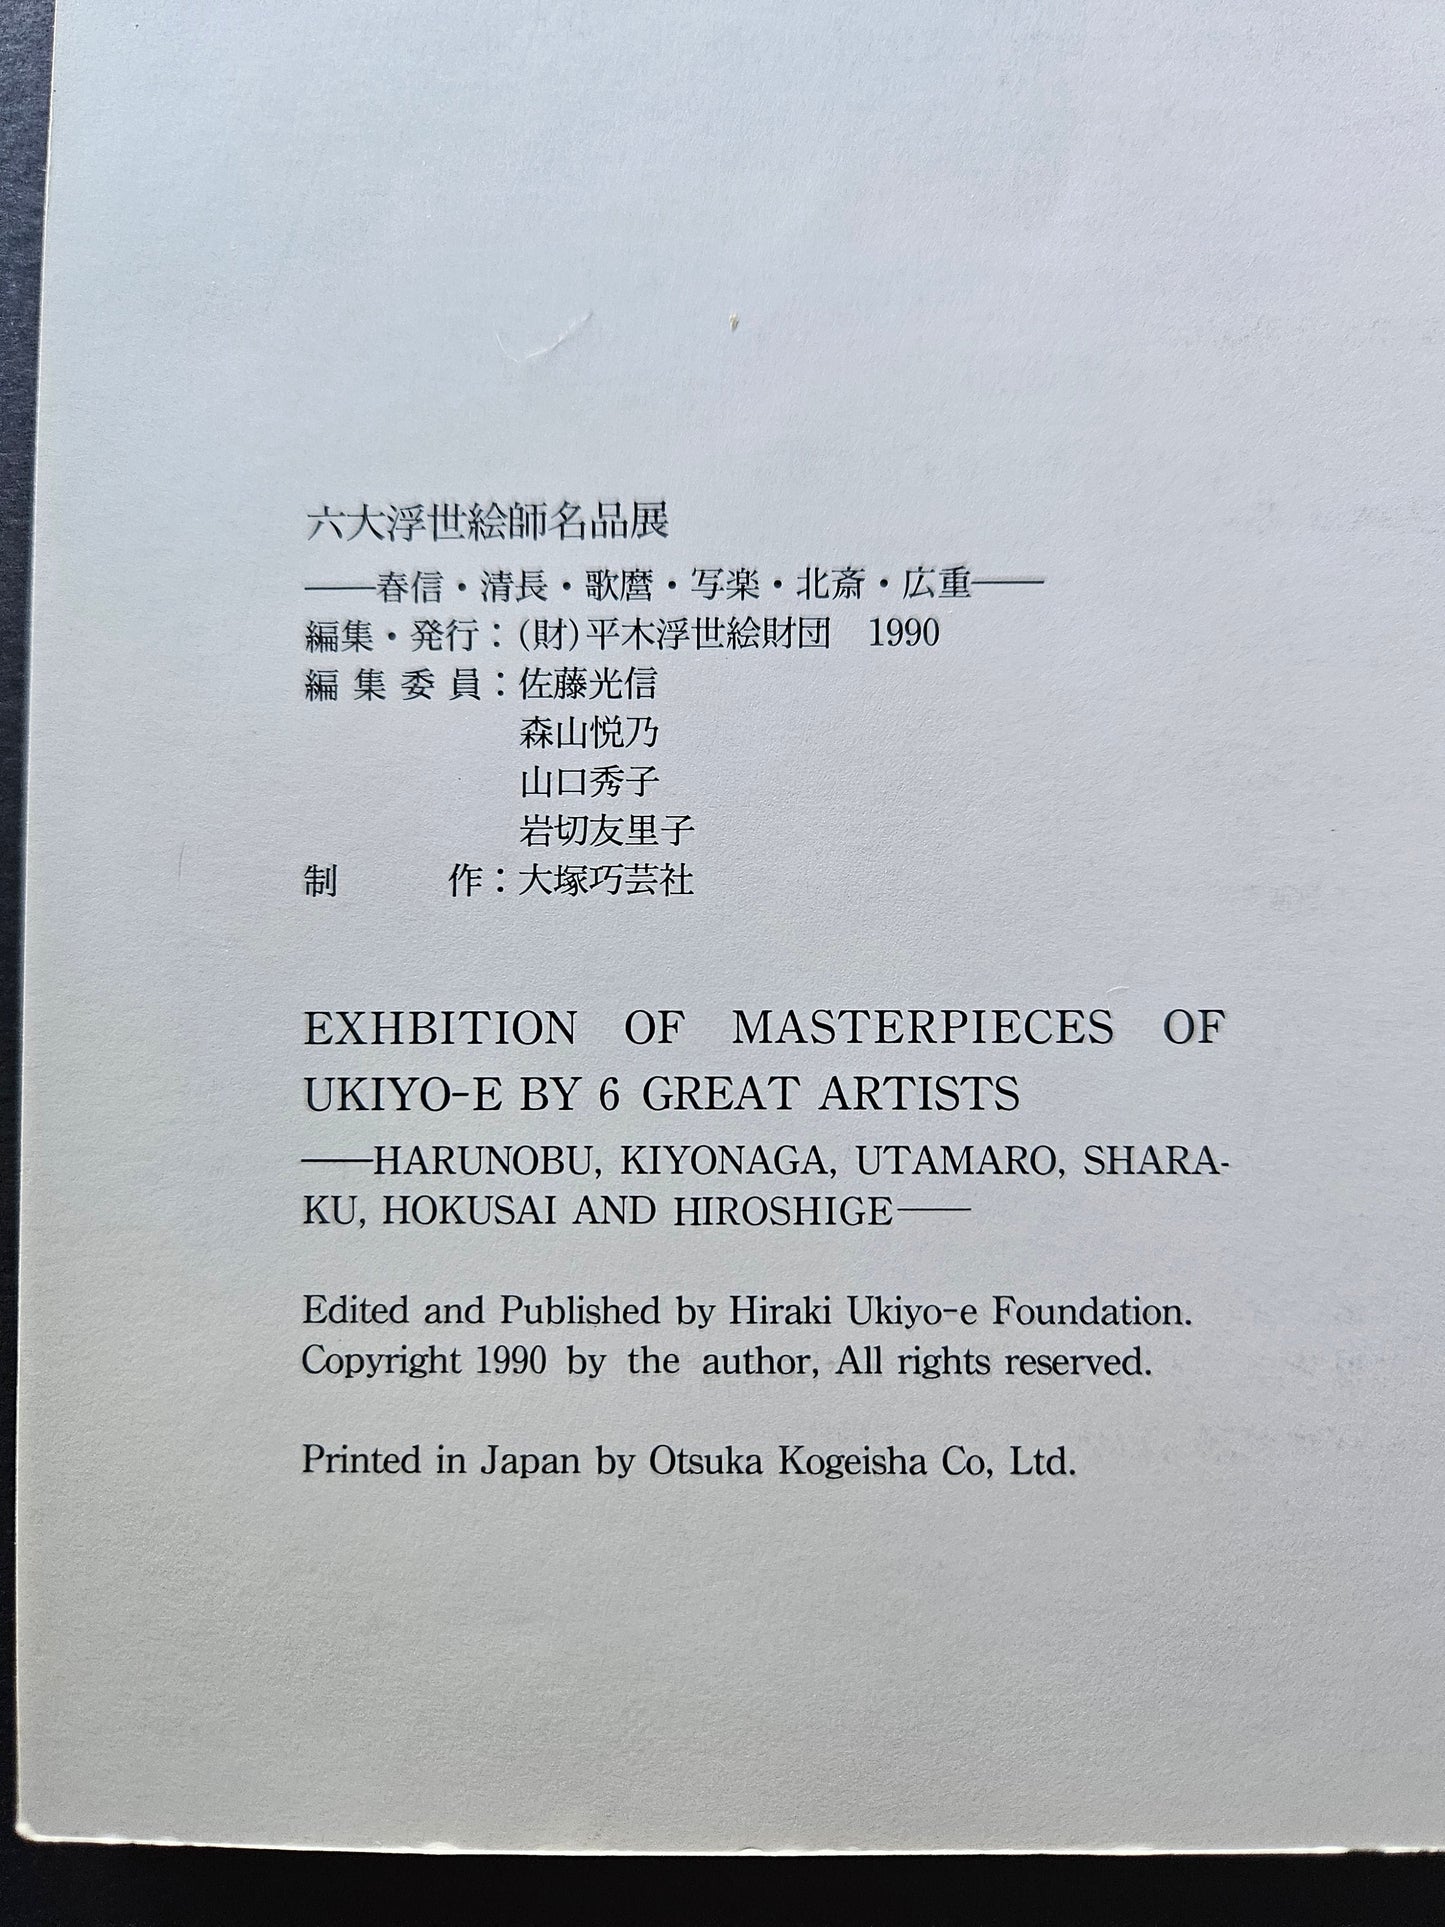 六大浮世絵師名品展
——春信・清長・歌麿・写楽・北斎・広重——
編集・発行：(財)平木浮世絵財団　1990
編集委員：佐藤光信
森山悦乃
山口秀子
岩切友里子
制　　作：大塚巧芸社
EXHBITION OF MASTERPIECES OF
UKIYO-E BY 6 GREAT ARTISTS
——HARUNOBU, KIYONAGA, UTAMARO, SHARA-
KU, HOKUSAI AND HIROSHIGE——
Edited and Published by Hiraki Ukiyo-e Foundation.
Copyright 1990 by the author, All rights reserved.
Printed in Japan by Otsuka Kogeisha Co, Ltd.